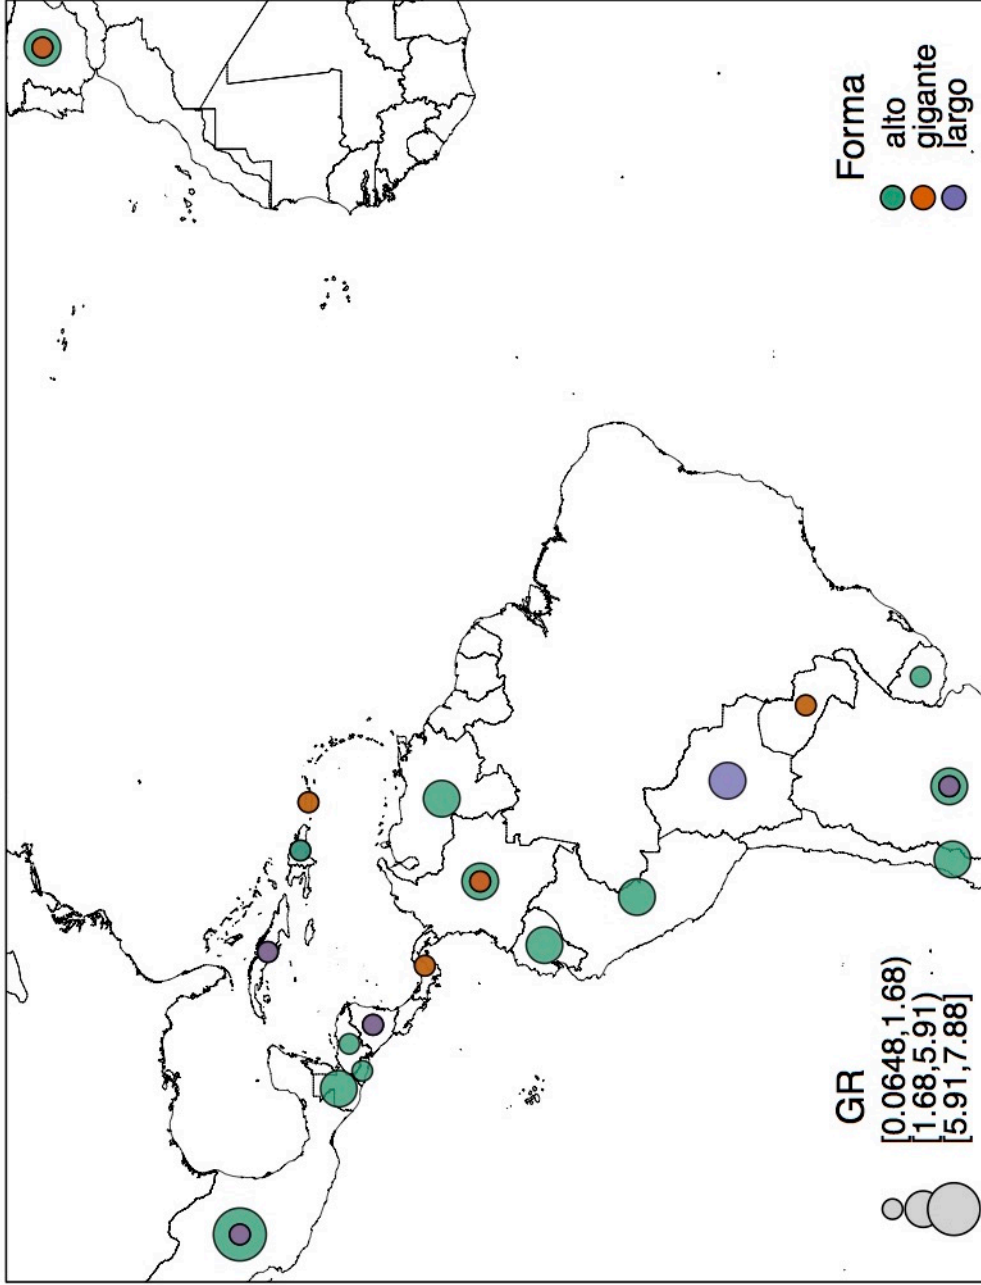 GR
[0.0648,1.68)
[1.68,5.91)
[5.91,7.88]
Forma
alto
gigante
largo